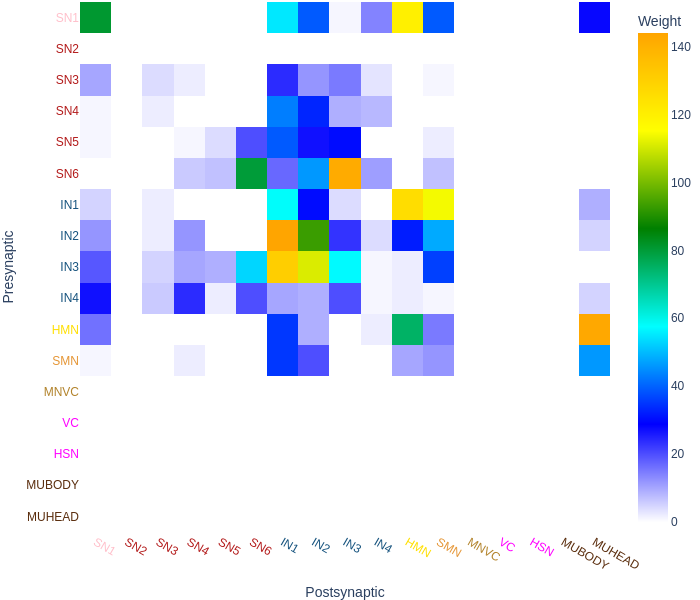 Weight
140
120
100
80
60
40
20
0
Presynaptic
SN1
SN2
SN3
SN4
SN5
SN6
IN1
IN2
IN3
IN4
HMN
SMN
MNVC
VC
HSN
MUBODY
MUHEAD
SN1 SN2 SN3 SN4 SN5 SN6 IN1 IN2 IN3 IN4 HMN SMN MNVC VC HSN MUBODY MUHEAD
Postsynaptic